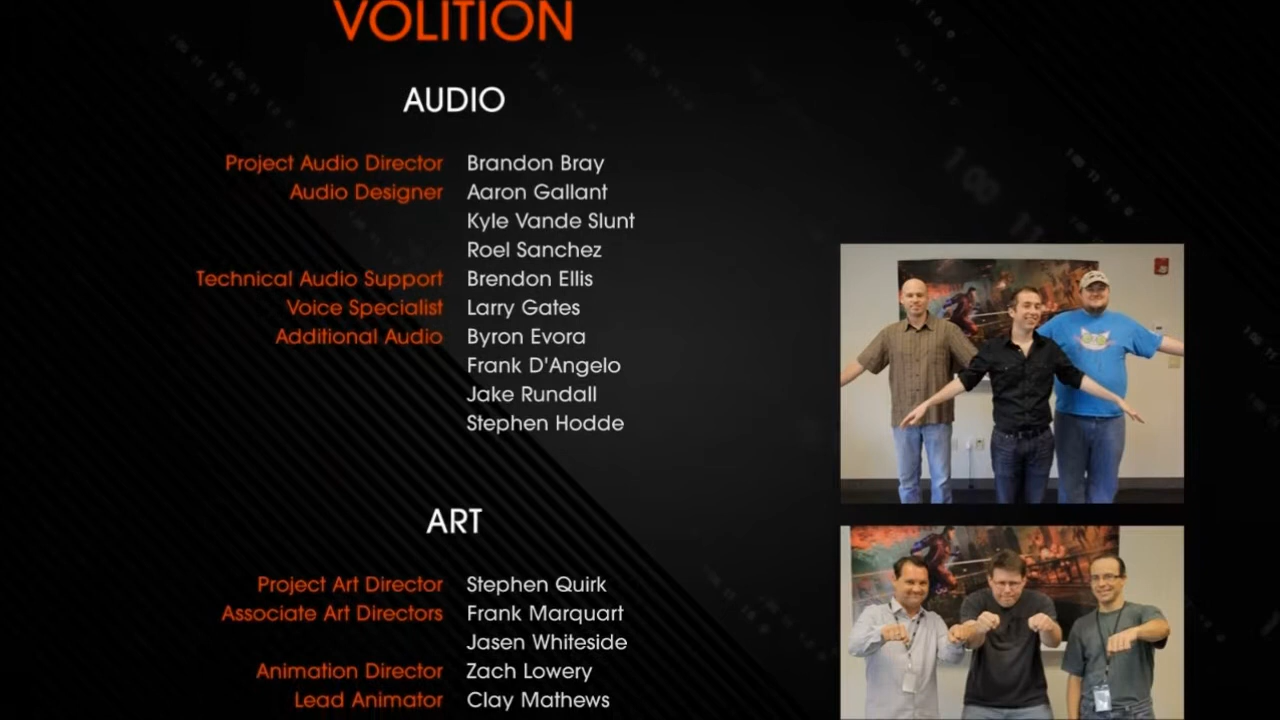 VOLITION
AUDIO
Project Audio Director Brandon Bray
Audio Designer Aaron Gallant
Kyle Vande Slunt
Roel Sanchez
Technical Audio Support Brendon Ellis
Voice Specialist Larry Gates
Additional Audio Byron Evora
Frank D'Angelo
Jake Rundall
Stephen Hodde
ART
Project Art Director Stephen Quirk
Associate Art Directors Frank Marquart
Jasen Whiteside
Animation Director Zach Lowery
Lead Animator Clay Mathews